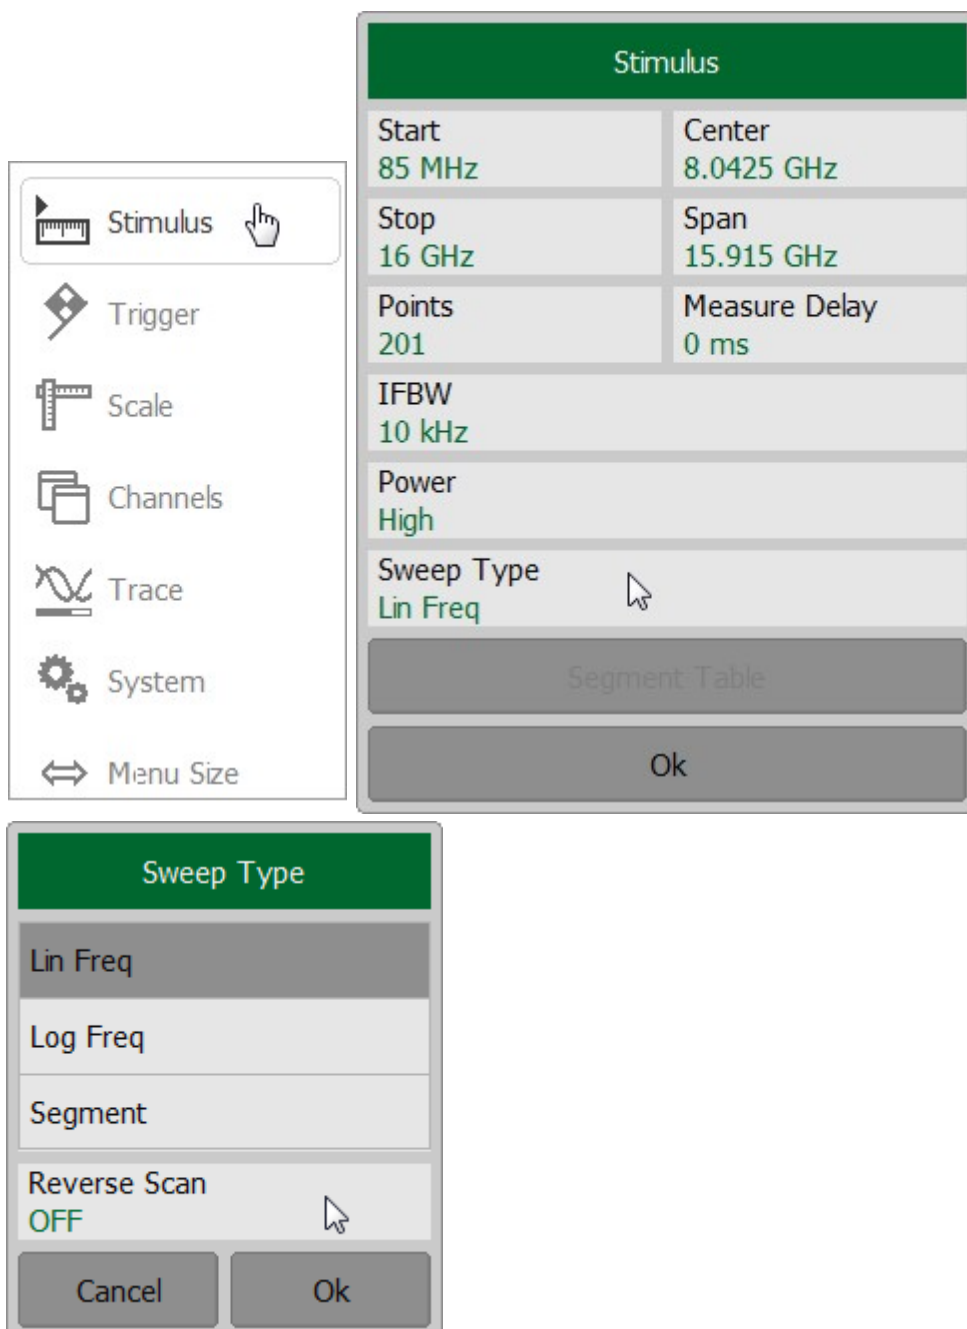 Stimulus
Trigger
Scale
Channels
Trace
System
Menu Size
Stimulus
Start
85 MHz
Center
8.0425 GHz
Stop
16 GHz
Span
15.915 GHz
Points
201
Measure Delay
0 ms
IFBW
10 kHz
Power
High
Sweep Type
Lin Freq
Segment Table
Ok
Sweep Type
Lin Freq
Log Freq
Segment
Reverse Scan
OFF
Cancel
Ok